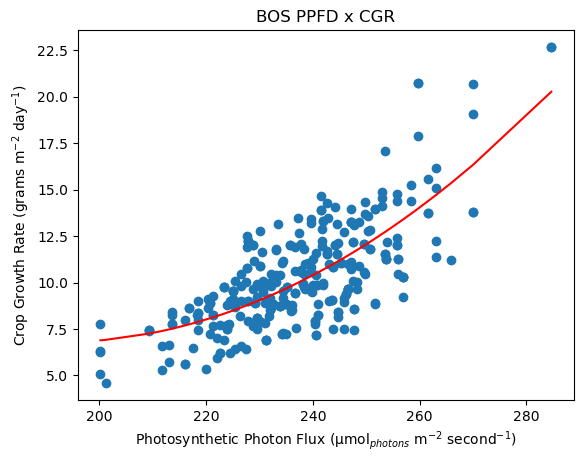 BOS PPFD x CGR
22.5
20.0
17.5
15.0
12.5
10.0
7.5
5.0
Crop Growth Rate (grams m⁻² day⁻¹)
200 220 240 260 280
Photosynthetic Photon Flux (μmol_photons m⁻² second⁻¹)